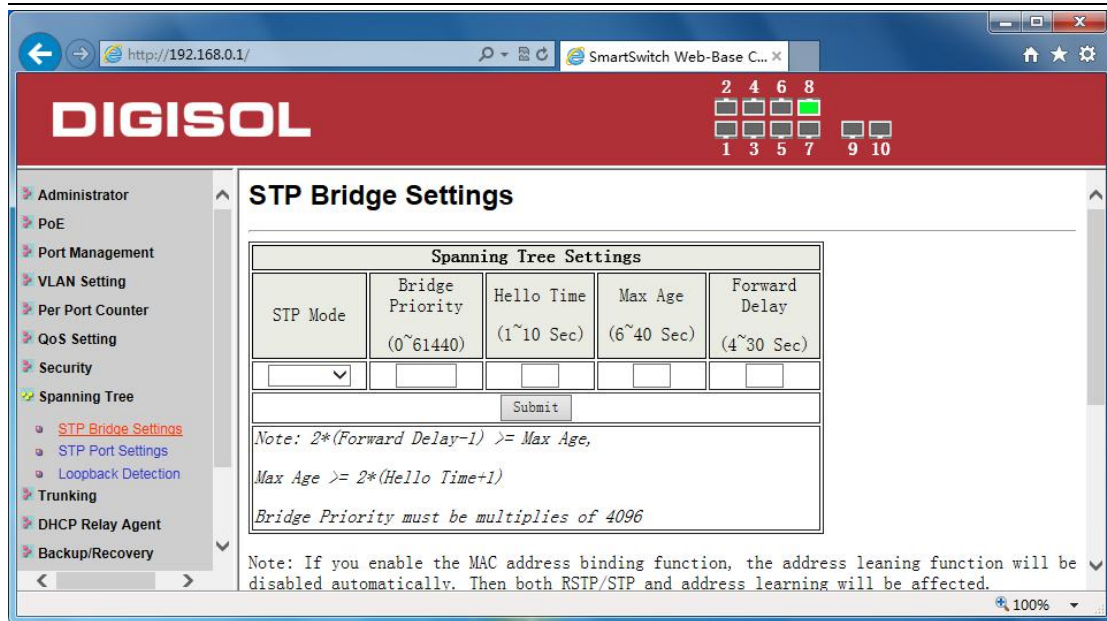 http://192.168.0.1/
SmartSwitch Web-Base C...
DIGISOL
2 4 6 8
1 3 5 7 9 10
Administrator
PoE
Port Management
VLAN Setting
Per Port Counter
QoS Setting
Security
Spanning Tree
STP Bridge Settings
STP Port Settings
Loopback Detection
Trunking
DHCP Relay Agent
Backup/Recovery
STP Bridge Settings
Spanning Tree Settings
STP Mode
Bridge Priority
(0~61440)
Hello Time
(1~10 Sec)
Max Age
(6~40 Sec)
Forward Delay
(4~30 Sec)
Submit
Note: 2*(Forward Delay-1) >= Max Age,
Max Age >= 2*(Hello Time+1)
Bridge Priority must be multiplies of 4096
Note: If you enable the MAC address binding function, the address leaning function will be
disabled automatically. Then both RSTP/STP and address learning will be affected.
100%